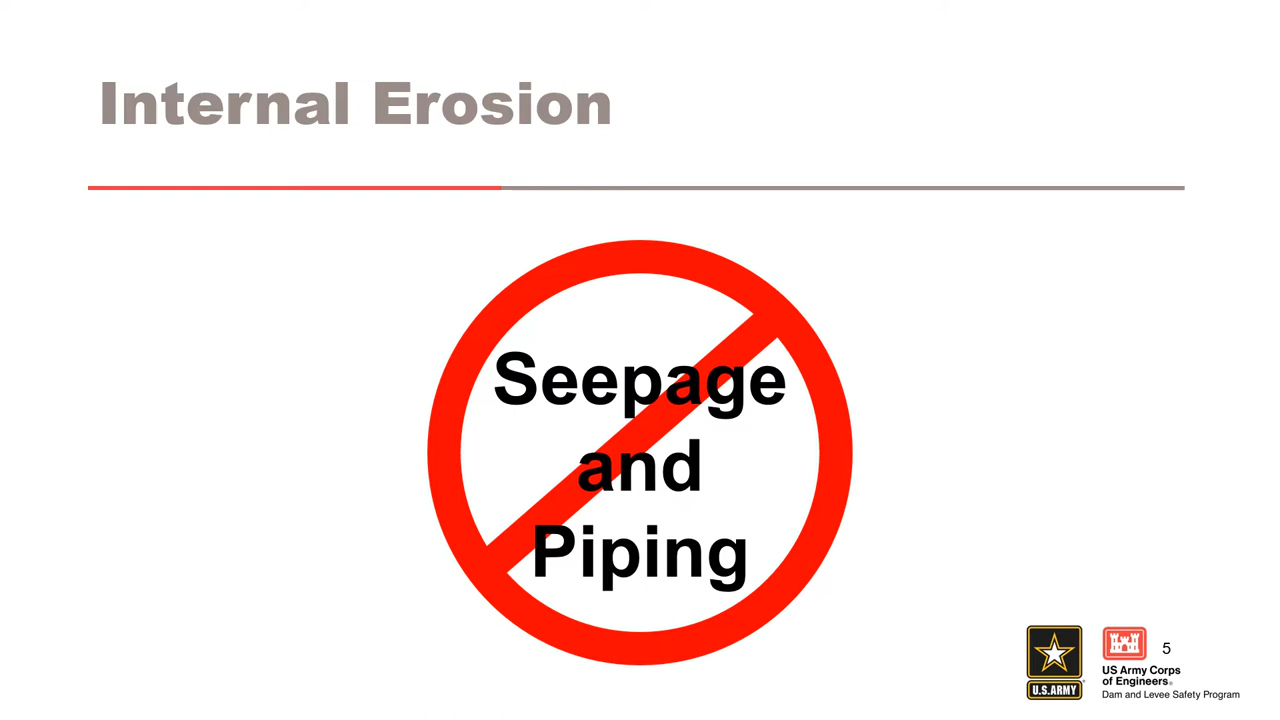 Internal Erosion
Seepage
and
Piping
5
U.S.ARMY
US Army Corps
of Engineers®
Dam and Levee Safety Program